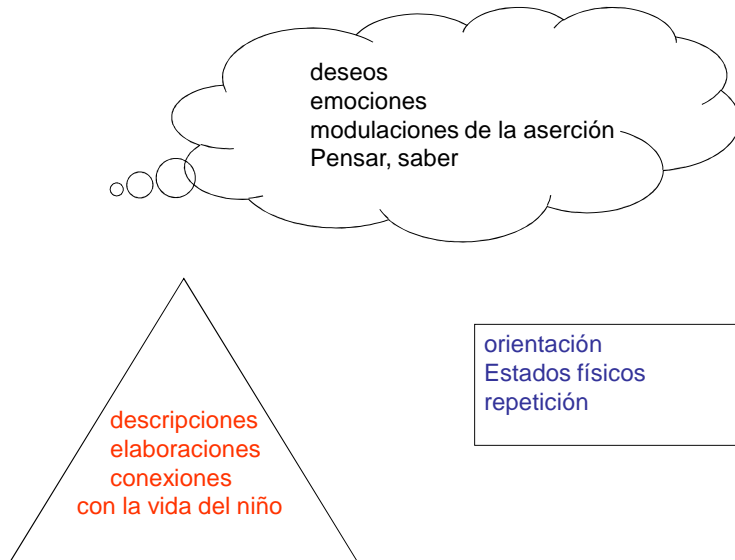 deseos
emociones
modulaciones de la aserción
Pensar, saber
orientación
Estados físicos
repetición
descripciones
elaboraciones
conexiones
con la vida del niño